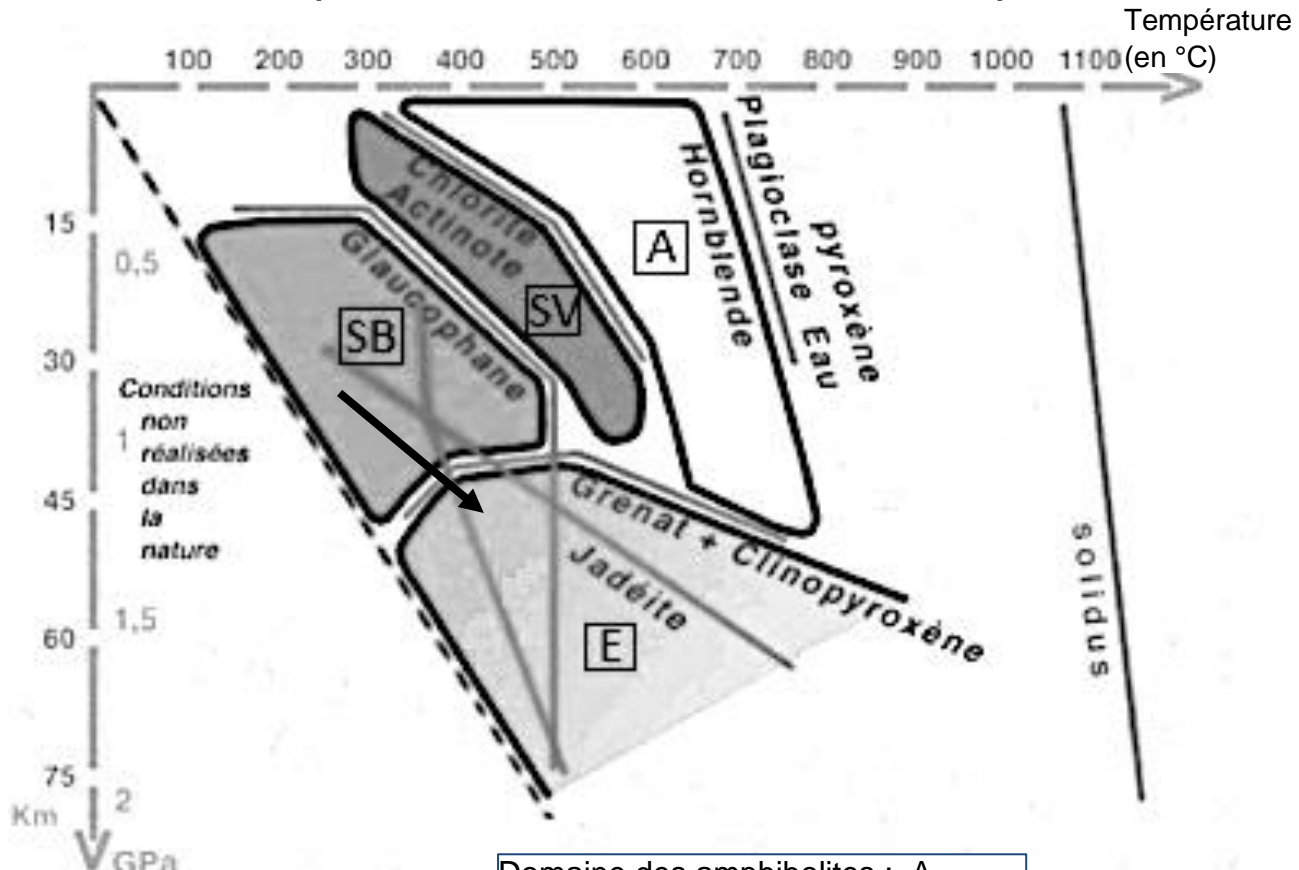 Température
(en °C)
100 200 300 400 500 600 700 800 900 1000 1100
15
30
45
60
75
Km
0,5
1
1,5
2
GPa
Conditions
non
réalisées
dans
la
nature
Chlorite
Actinote
Glaucophane
SB
SV
A
E
Hornblende
Plagioclase Eau
pyroxène
Grenat + Clinopyroxène
Jadéite
solidus
Domaine des amphibolites : A